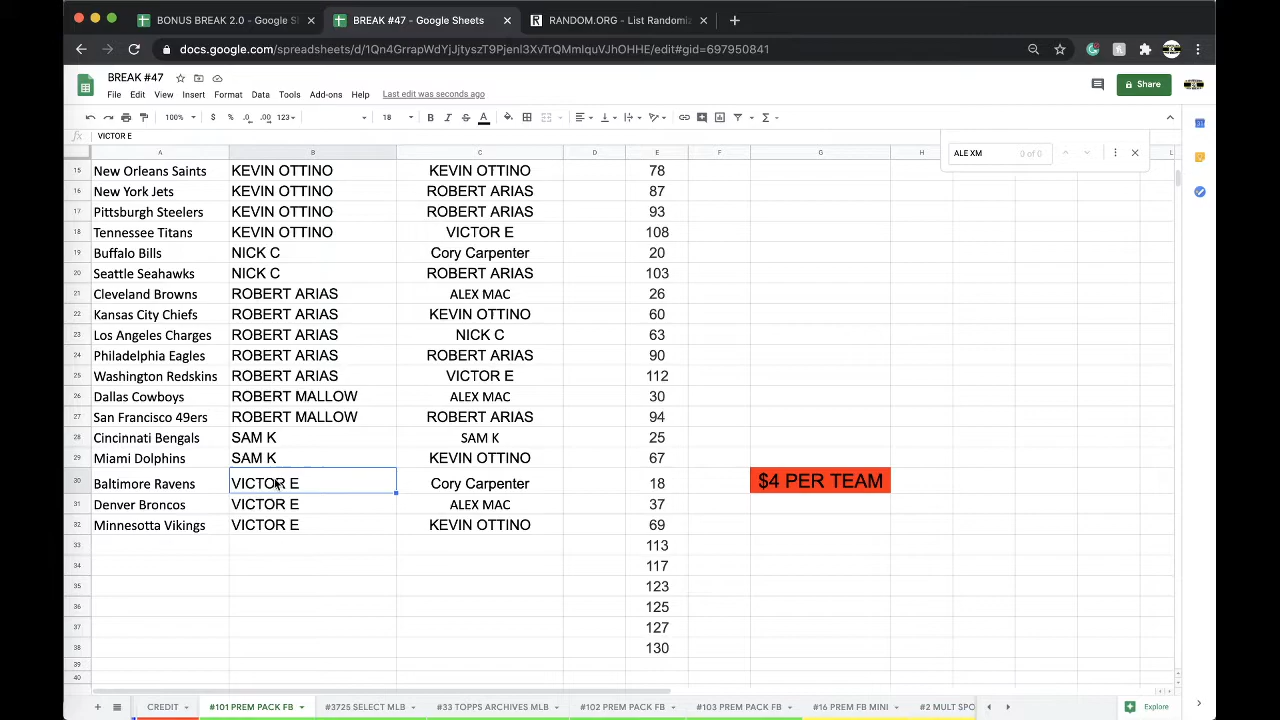 BONUS BREAK 2.0 - Google S
BREAK #47 - Google Sheets
RANDOM.ORG - List Randomiz
docs.google.com/spreadsheets/d/1Qn4GrrapWdYjJjtyszT9Pjenl3XvTrQMmlquVJhOHHE/edit#gid=697950841
BREAK #47
File Edit View Insert Format Data Tools Add-ons Help Last edit was seconds ago
Share
100% $ % .0 .00 123 18 B I S A
fx VICTOR E
ALE XM 0 of 0
A B C D E F G H I J K L
15 New Orleans Saints KEVIN OTTINO KEVIN OTTINO 78
16 New York Jets KEVIN OTTINO ROBERT ARIAS 87
17 Pittsburgh Steelers KEVIN OTTINO ROBERT ARIAS 93
18 Tennessee Titans KEVIN OTTINO VICTOR E 108
19 Buffalo Bills NICK C Cory Carpenter 20
20 Seattle Seahawks NICK C ROBERT ARIAS 103
21 Cleveland Browns ROBERT ARIAS ALEX MAC 26
22 Kansas City Chiefs ROBERT ARIAS KEVIN OTTINO 60
23 Los Angeles Charges ROBERT ARIAS NICK C 63
24 Philadelphia Eagles ROBERT ARIAS ROBERT ARIAS 90
25 Washington Redskins ROBERT ARIAS VICTOR E 112
26 Dallas Cowboys ROBERT MALLOW ALEX MAC 30
27 San Francisco 49ers ROBERT MALLOW ROBERT ARIAS 94
28 Cincinnati Bengals SAM K SAM K 25
29 Miami Dolphins SAM K KEVIN OTTINO 67
30 Baltimore Ravens VICTOR E Cory Carpenter 18 $4 PER TEAM
31 Denver Broncos VICTOR E ALEX MAC 37
32 Minnesotta Vikings VICTOR E KEVIN OTTINO 69
33 113
34 117
35 123
36 125
37 127
38 130
39
40
CREDIT #101 PREM PACK FB #3725 SELECT MLB #33 TOPPS ARCHIVES MLB #102 PREM PACK FB #103 PREM PACK FB #16 PREM FB MINI #2 MULT SPO
Explore